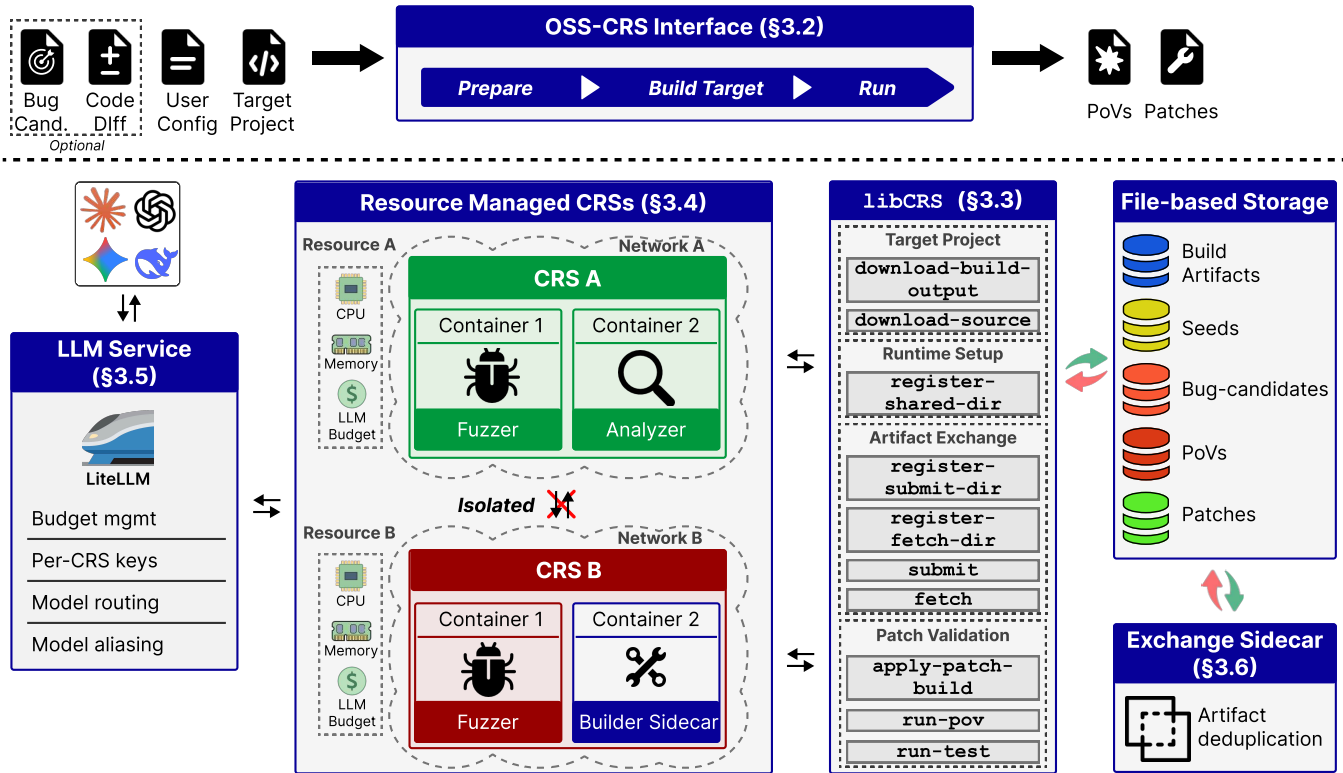 OSS-CRS Interface (§3.2)
Prepare
Build Target
Run
Bug
Cand.
Code
DIff
User
Config
Target
Project
Optional
PoVs
Patches
LLM Service
(§3.5)
LiteLLM
Budget mgmt
Per-CRS keys
Model routing
Model aliasing
Resource Managed CRSs (§3.4)
Resource A
CPU
Memory
LLM
Budget
Network A
CRS A
Container 1
Fuzzer
Container 2
Analyzer
Isolated
Resource B
CPU
Memory
LLM
Budget
Network B
CRS B
Container 1
Fuzzer
Container 2
Builder Sidecar
libCRS (§3.3)
Target Project
download-build-
output
download-source
Runtime Setup
register-
shared-dir
Artifact Exchange
register-
submit-dir
register-
fetch-dir
submit
fetch
Patch Validation
apply-patch-
build
run-pov
run-test
File-based Storage
Build
Artifacts
Seeds
Bug-candidates
PoVs
Patches
Exchange Sidecar
(§3.6)
Artifact
deduplication